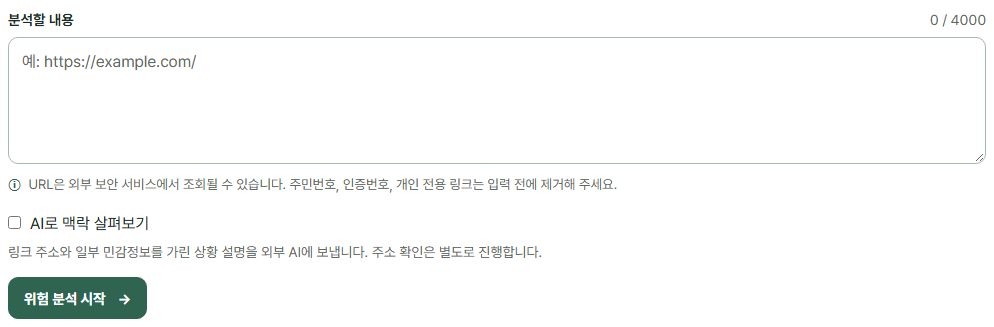 분석할 내용
0 / 4000
예: https://example.com/
URL은 외부 보안 서비스에서 조회될 수 있습니다. 주민번호, 인증번호, 개인 전용 링크는 입력 전에 제거해 주세요.
AI로 맥락 살펴보기
링크 주소와 일부 민감정보를 가린 상황 설명을 외부 AI에 보냅니다. 주소 확인은 별도로 진행합니다.
위험 분석 시작 →